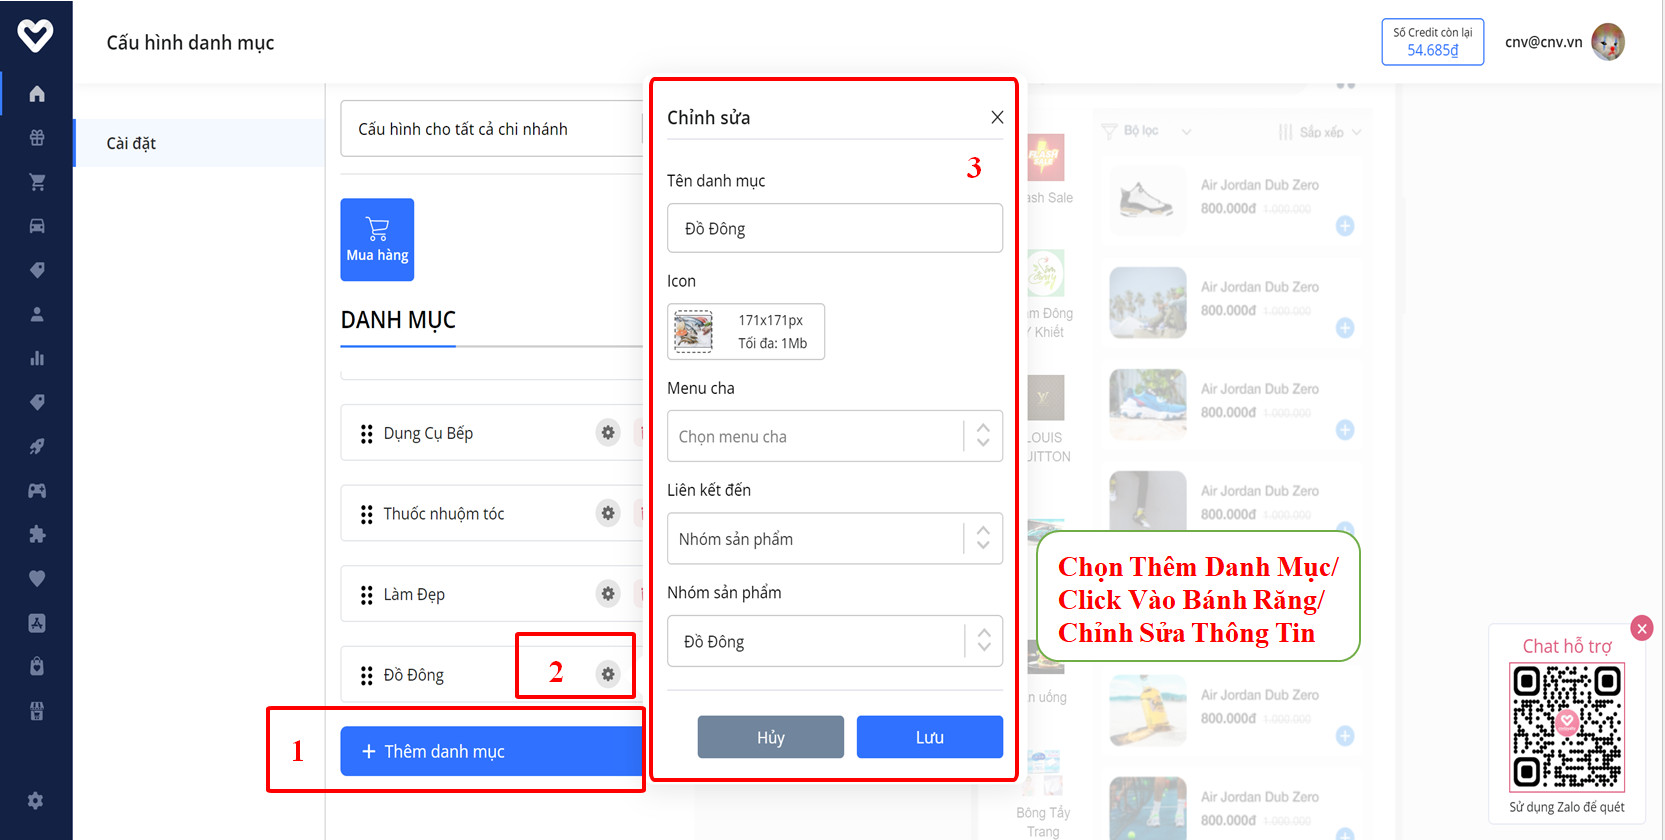 Cấu hình danh mục
Số Credit còn lại
54.685₫
cnv@cnv.vn
Cài đặt
Cấu hình cho tất cả chi nhánh
Mua hàng
DANH MỤC
Dụng Cụ Bếp
Thuốc nhuộm tóc
Làm Đẹp
Đồ Đông
2
1
+ Thêm danh mục
Chỉnh sửa
3
Tên danh mục
Đồ Đông
Icon
171x171px
Tối đa: 1Mb
Menu cha
Chọn menu cha
Liên kết đến
Nhóm sản phẩm
Nhóm sản phẩm
Đồ Đông
Hủy
Lưu
Bộ lọc
Sắp xếp
FLASH
SALE
ash Sale
Air Jordan Dub Zero
800.000đ 1.000.000
Air Jordan Dub Zero
800.000đ 1.000.000
m Đông
Khiết
Air Jordan Dub Zero
800.000đ 1.000.000
LOUIS
UITTON
Air Jordan Dub Zero
800.000đ 1.000.000
Chọn Thêm Danh Mục/
Click Vào Bánh Răng/
Chỉnh Sửa Thông Tin
n uống
Air Jordan Dub Zero
800.000đ 1.000.000
Bông Tẩy
Trang
Air Jordan Dub Zero
800.000đ 1.000.000
Chat hỗ trợ
Sử dụng Zalo để quét